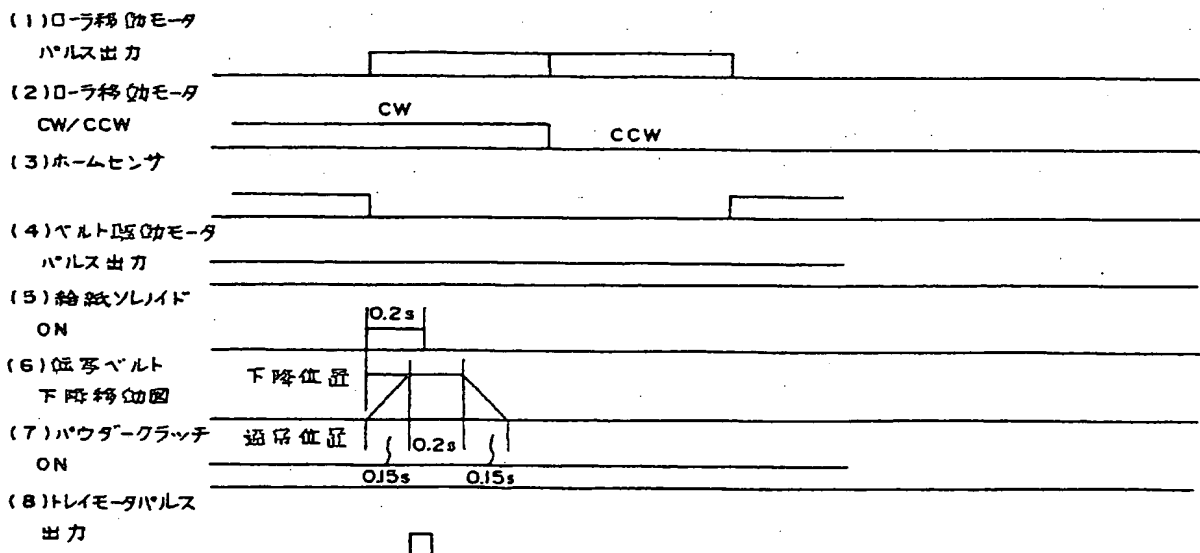 (1)ローラ移動モータ
パルス出力
(2)ローラ移動モータ
CW/CCW
CW
CCW
(3)ホームセンサ
(4)ベルト駆動モータ
パルス出力
(5)給紙ソレノイド
ON
0.2s
(6)転写ベルト
下降移動図
下降位置
(7)パウダークラッチ
ON
通常位置
0.2s
0.15s
0.15s
(8)トレイモータパルス
出力